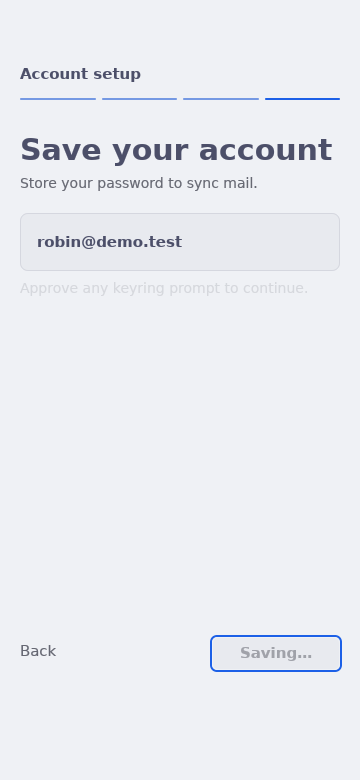 Account setup
Save your account
Store your password to sync mail.
robin@demo.test
Approve any keyring prompt to continue.
Back
Saving…